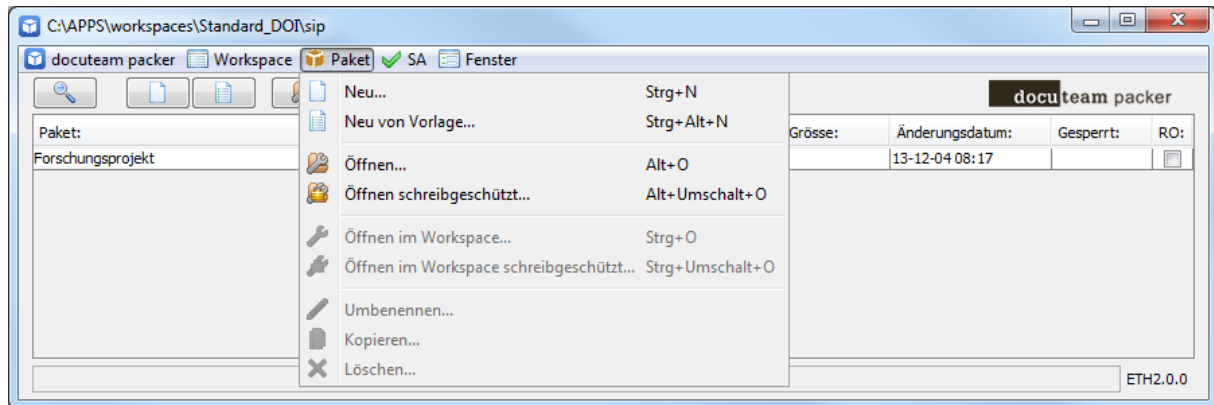 C:\APPS\workspaces\Standard_DOI\sip
docuteam packer Workspace Paket SA Fenster
docuteam packer
Neu... Strg+N
Neu von Vorlage... Strg+Alt+N
Öffnen... Alt+O
Öffnen schreibgeschützt... Alt+Umschalt+O
Öffnen im Workspace... Strg+O
Öffnen im Workspace schreibgeschützt... Strg+Umschalt+O
Umbenennen...
Kopieren...
Löschen...
Paket: Grösse: Änderungsdatum: Gesperrt: RO:
Forschungsprojekt 13-12-04 08:17
ETH2.0.0